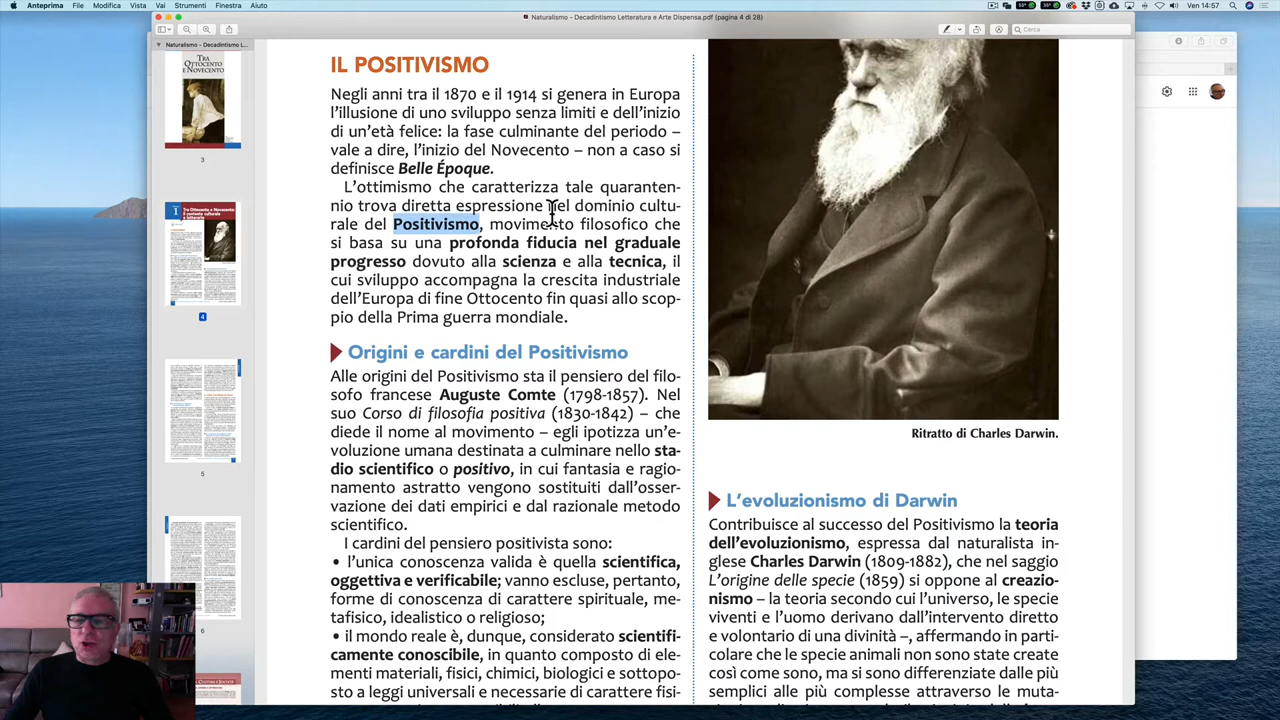 Anteprima File Modifica Vista Vai Strumenti Finestra Aiuto
Ven 14:57
Naturalismo - Decadintismo Letteratura e Arte Dispensa.pdf (pagina 4 di 28)
Cerca
Naturalismo - Decadintismo L...
TRA
OTTOCENTO
E NOVECENTO
3
4
5
6
IL POSITIVISMO
Negli anni tra il 1870 e il 1914 si genera in Europa
l'illusione di uno sviluppo senza limiti e dell'inizio
di un'età felice: la fase culminante del periodo –
vale a dire, l'inizio del Novecento – non a caso si
definisce Belle Époque.
L'ottimismo che caratterizza tale quaranten-
nio trova diretta espressione nel dominio cultu-
rale del Positivismo, movimento filosofico che
si basa su una profonda fiducia nel graduale
progresso dovuto alla scienza e alla tecnica, il
cui sviluppo accompagna la crescita industriale
dell'Europa di fine Ottocento fin quasi allo scop-
pio della Prima guerra mondiale.
Origini e cardini del Positivismo
Alle origini del Positivismo sta il pensiero del filo-
sofo francese Auguste Comte (1798-1857). Nel
suo Corso di filosofia positiva (1830-1842) – che
diede il nome al movimento – egli ipotizza un'e-
voluzione umana destinata a culminare nello sta-
dio scientifico o positivo, in cui fantasia e ragio-
namento astratto vengono sostituiti dall'osser-
vazione dei dati empirici e dal razionale metodo
scientifico.
I cardini del pensiero positivista sono:
• l'unica conoscenza valida è quella scientifica,
oggettiva e verificabile; vanno escluse, pertanto,
forme di conoscenza di carattere spirituale, me-
tafisico, idealistico o religioso;
• il mondo reale è, dunque, considerato scientifi-
camente conoscibile, in quanto composto di ele-
menti materiali, fisici, chimici, biologici e sottopo-
sto a leggi universali e necessarie di carattere fisi-
Ritratto di Charles Darwin.
L'evoluzionismo di Darwin
Contribuisce al successo del Positivismo la teoria
dell'evoluzionismo, espressa dal naturalista in-
glese Charles Darwin (1809-1882), che nel saggio
L'origine delle specie (1859) si oppone al creazio-
nismo – la teoria secondo cui l'universo, le specie
viventi e l'uomo derivano dall'intervento diretto
e volontario di una divinità –, affermando in parti-
colare che le specie animali non sono state create
così come sono, ma si sono differenziate dalle più
semplici alle più complesse attraverso le muta-